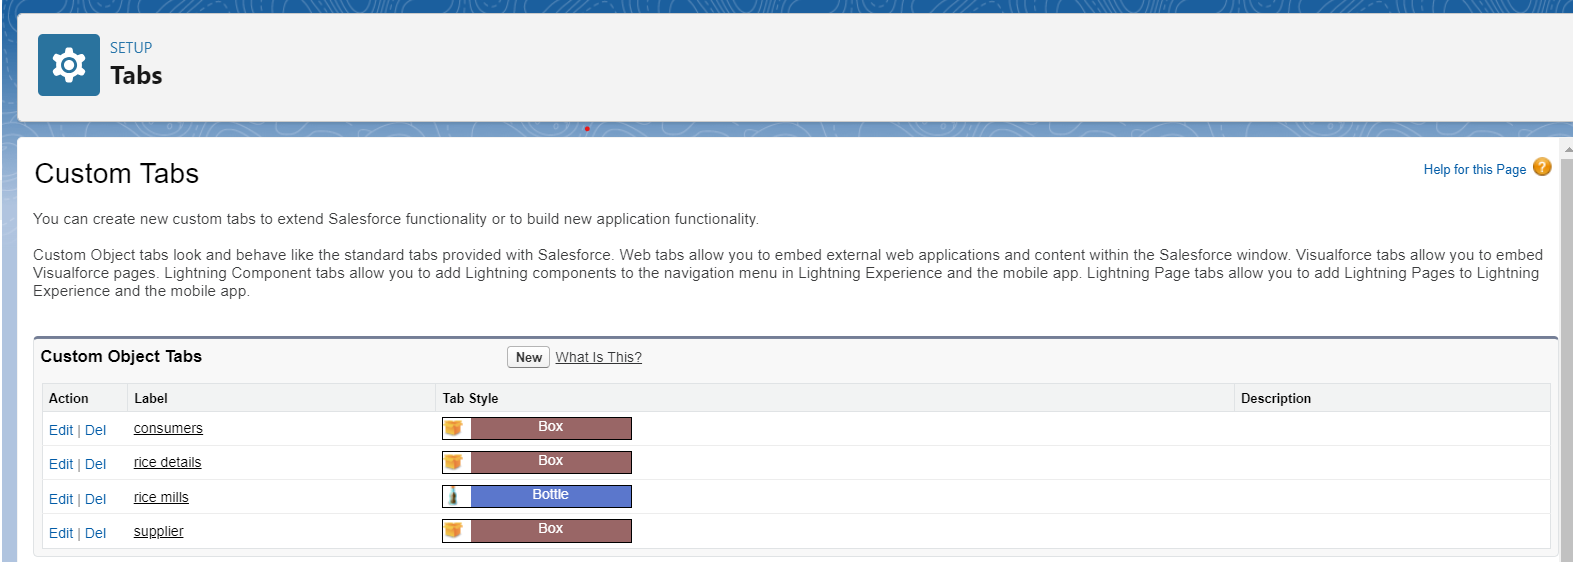 SETUP
Tabs
Custom Tabs
Help for this Page ?
You can create new custom tabs to extend Salesforce functionality or to build new application functionality.
Custom Object tabs look and behave like the standard tabs provided with Salesforce. Web tabs allow you to embed external web applications and content within the Salesforce window. Visualforce tabs allow you to embed
Visualforce pages. Lightning Component tabs allow you to add Lightning components to the navigation menu in Lightning Experience and the mobile app. Lightning Page tabs allow you to add Lightning Pages to Lightning
Experience and the mobile app.
Custom Object Tabs New What Is This?
Action Label Tab Style Description
Edit | Del consumers Box
Edit | Del rice details Box
Edit | Del rice mills Bottle
Edit | Del supplier Box